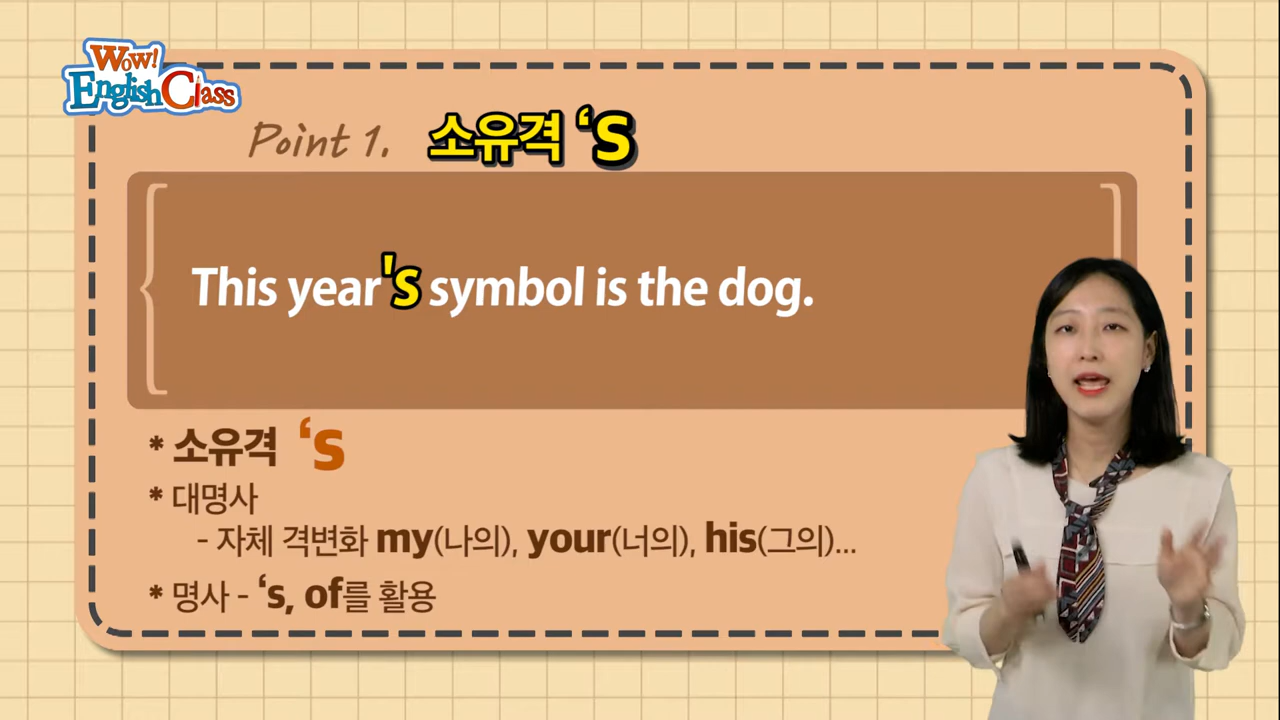 Wow!
English Class
Point 1. 소유격 ‘s
This year's symbol is the dog.
* 소유격 ‘s
* 대명사
- 자체 격변화 my(나의), your(너의), his(그의)...
* 명사 - ‘s, of를 활용